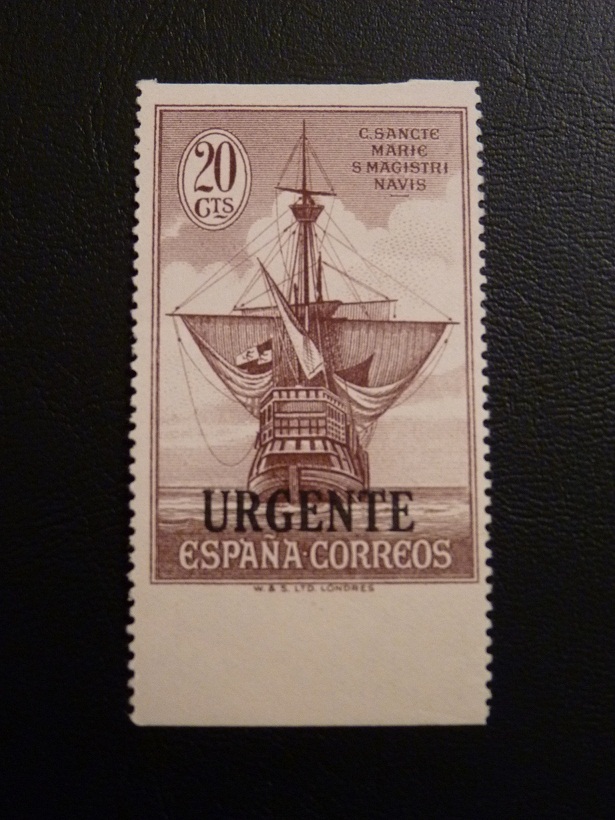 20
CTS
C. SANCTE
MARIE
S MAGISTRI
NAVIS
URGENTE
ESPAÑA·CORREOS
W. & S. LTD. LONDRES